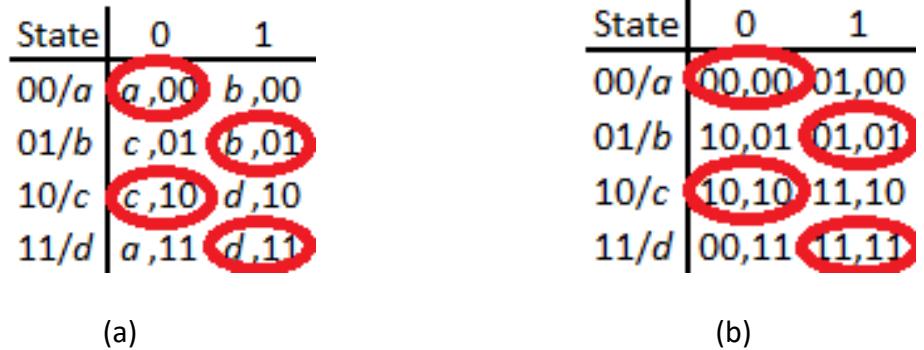 State 0 1
00/a a ,00 b ,00
01/b c ,01 b ,01
10/c c ,10 d ,10
11/d a ,11 d ,11
(a)
State 0 1
00/a 00,00 01,00
01/b 10,01 01,01
10/c 10,10 11,10
11/d 00,11 11,11
(b)